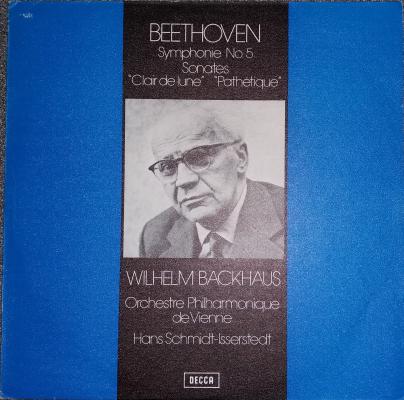 BEETHOVEN
Symphonie No 5
Sonates
"Clair de lune" "Pathétique"
WILHELM BACKHAUS
Orchestre Philharmonique
de Vienne
Hans Schmidt-Isserstedt
DECCA